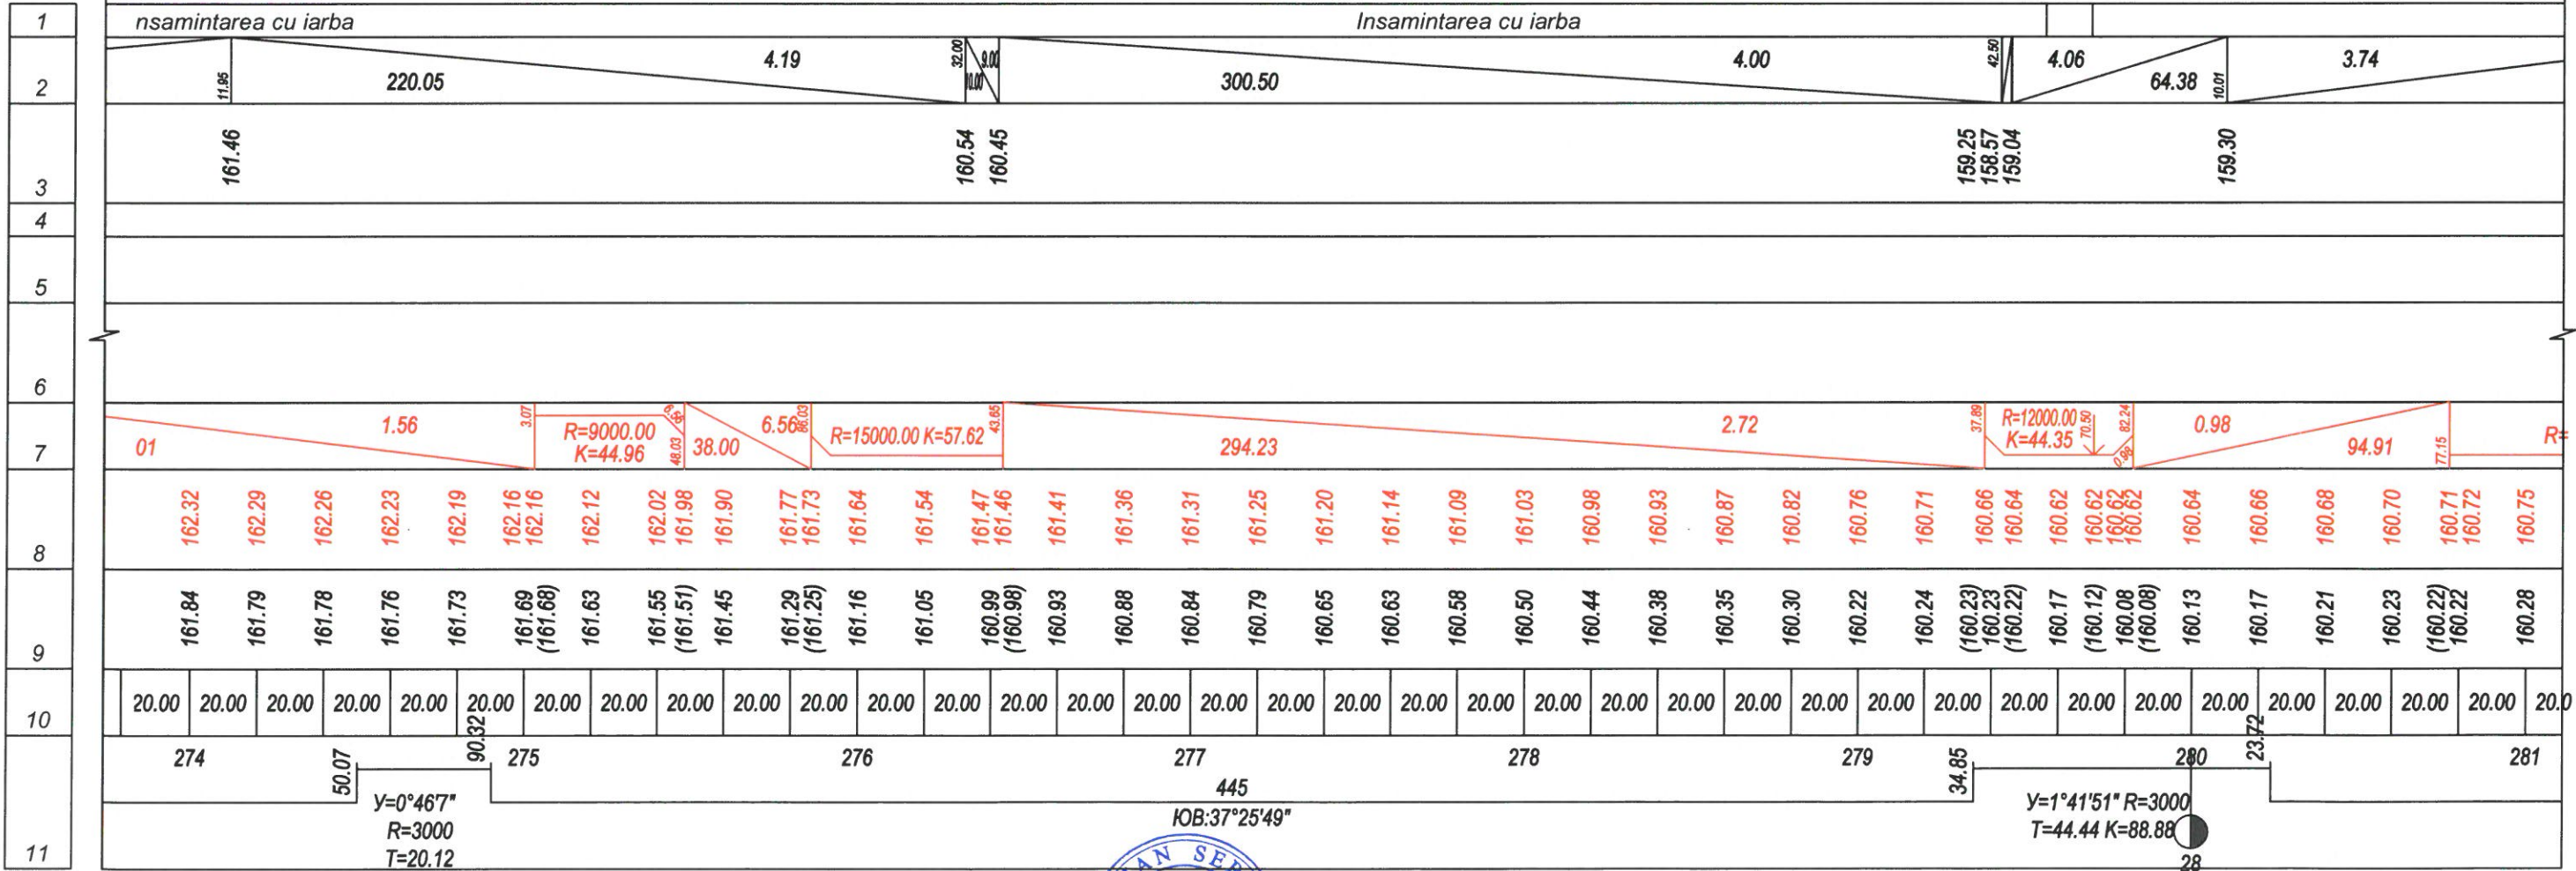 1 nsamintarea cu iarba Insamintarea cu iarba
2 11.95 220.05 4.19 32.00 10.00 9.00 300.50 4.00 42.50 4.06 64.38 10.01 3.74
3 161.46 160.54 160.45 159.25 158.57 159.04 159.30
4
5
6
7 01 1.56 3.07 R=9000.00 K=44.96 6.56 48.03 38.00 6.56 86.03 R=15000.00 K=57.62 43.65 294.23 2.72 37.89 R=12000.00 K=44.35 70.50 0.98 82.24 0.98 94.91 77.15 R=
8 162.32 162.29 162.26 162.23 162.19 162.16 162.16 162.12 162.02 161.98 161.90 161.77 161.73 161.64 161.54 161.47 161.46 161.41 161.36 161.31 161.25 161.20 161.14 161.09 161.03 160.98 160.93 160.87 160.82 160.76 160.71 160.66 160.64 160.62 160.62 160.62 160.62 160.64 160.66 160.68 160.70 160.71 160.72 160.75
9 161.84 161.79 161.78 161.76 161.73 161.69 (161.68) 161.63 161.55 (161.51) 161.45 161.29 (161.25) 161.16 161.05 160.99 (160.98) 160.93 160.88 160.84 160.79 160.65 160.63 160.58 160.50 160.44 160.38 160.35 160.30 160.22 160.24 (160.23) 160.23 (160.22) 160.17 (160.12) 160.08 (160.08) 160.13 160.17 160.21 160.23 (160.22) 160.22 160.28
10 20.00 20.00 20.00 20.00 20.00 20.00 20.00 20.00 20.00 20.00 20.00 20.00 20.00 20.00 20.00 20.00 20.00 20.00 20.00 20.00 20.00 20.00 20.00 20.00 20.00 20.00 20.00 20.00 20.00 20.00 20.00 20.00 20.00 20.00 20.00 20.00 20.0
274 50.07 90.32 275 276 277 278 279 34.85 280 23.72 281
445
У=0°46'7" ЮВ:37°25'49" У=1°41'51" R=3000
R=3000 T=44.44 K=88.88
11 T=20.12 28
AN SER